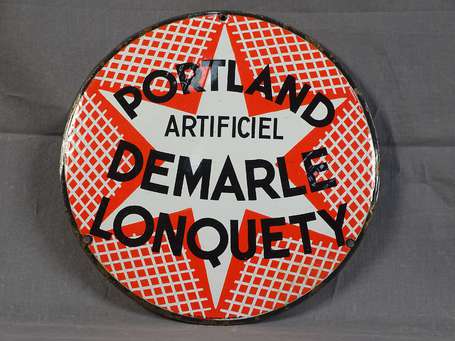 PORTLAND
ARTIFICIEL
DEMARLE
LONQUETY